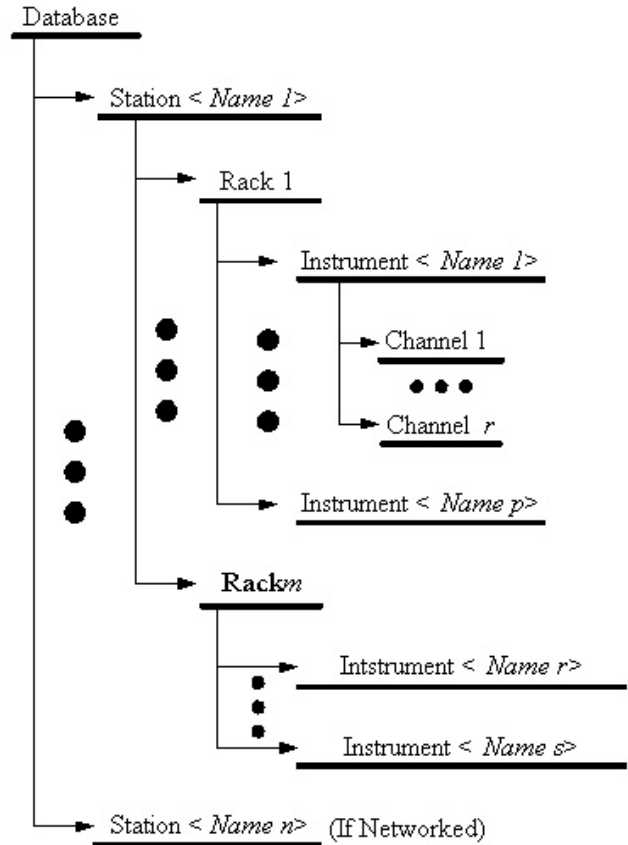 Database
Station < Name 1>
Rack 1
Instrument < Name 1>
Channel 1
Channel r
Instrument < Name p>
Rackm
Intstrument < Name r>
Instrument < Name s>
Station < Name n> (If Networked)